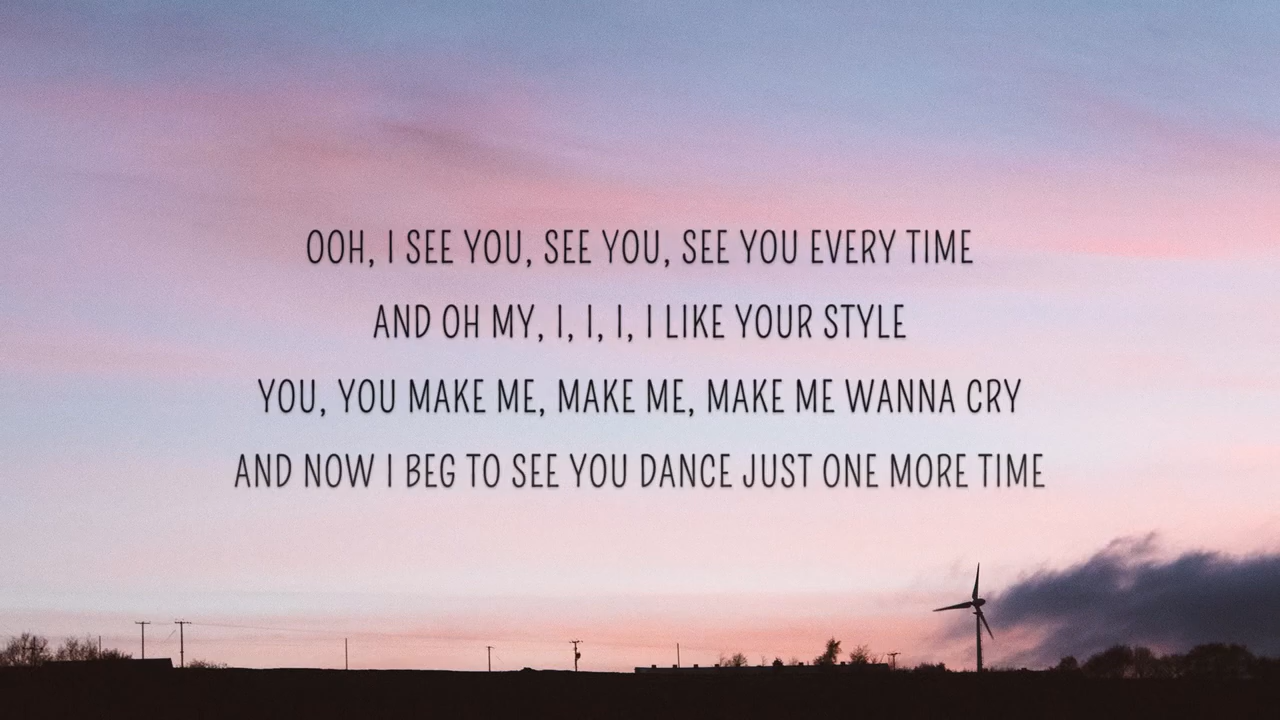 OOH, I SEE YOU, SEE YOU, SEE YOU EVERY TIME
AND OH MY, I, I, I, I LIKE YOUR STYLE
YOU, YOU MAKE ME, MAKE ME, MAKE ME WANNA CRY
AND NOW I BEG TO SEE YOU DANCE JUST ONE MORE TIME